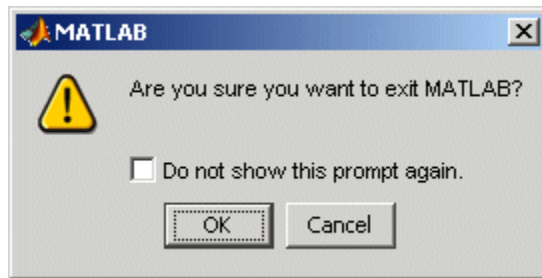 MATLAB
Are you sure you want to exit MATLAB?
Do not show this prompt again.
OK
Cancel